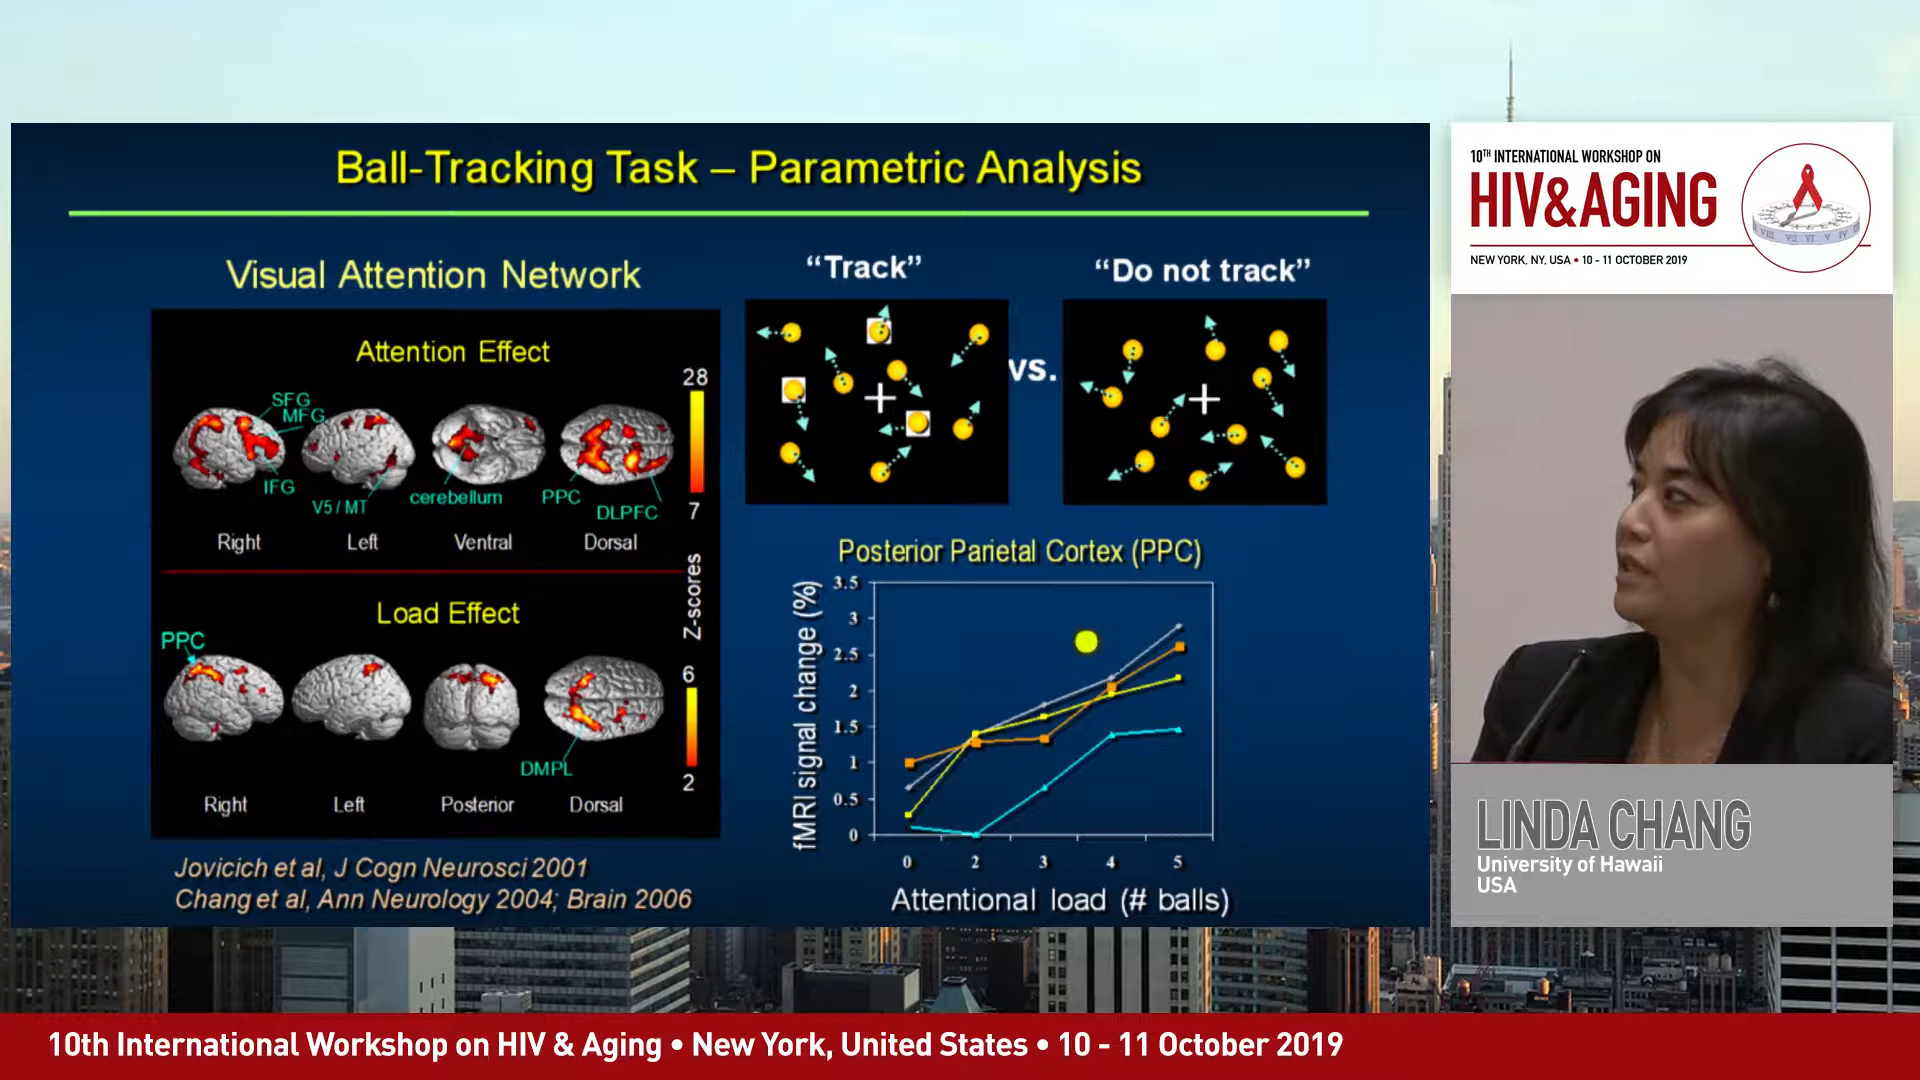 Ball-Tracking Task – Parametric Analysis
Visual Attention Network
Attention Effect
28
SFG
MFG
IFG
V5 / MT
cerebellum
PPC
DLPFC
7
Right
Left
Ventral
Dorsal
Z-scores
Load Effect
PPC
6
DMPL
2
Right
Left
Posterior
Dorsal
Jovicich et al, J Cogn Neurosci 2001
Chang et al, Ann Neurology 2004; Brain 2006
“Track”
vs.
“Do not track”
Posterior Parietal Cortex (PPC)
fMRI signal change (%)
3.5
3
2.5
2
1.5
1
0.5
0
0
2
3
4
5
Attentional load (# balls)
10TH INTERNATIONAL WORKSHOP ON
HIV&AGING
NEW YORK, NY, USA • 10 - 11 OCTOBER 2019
LINDA CHANG
University of Hawaii
USA
10th International Workshop on HIV & Aging • New York, United States • 10 - 11 October 2019